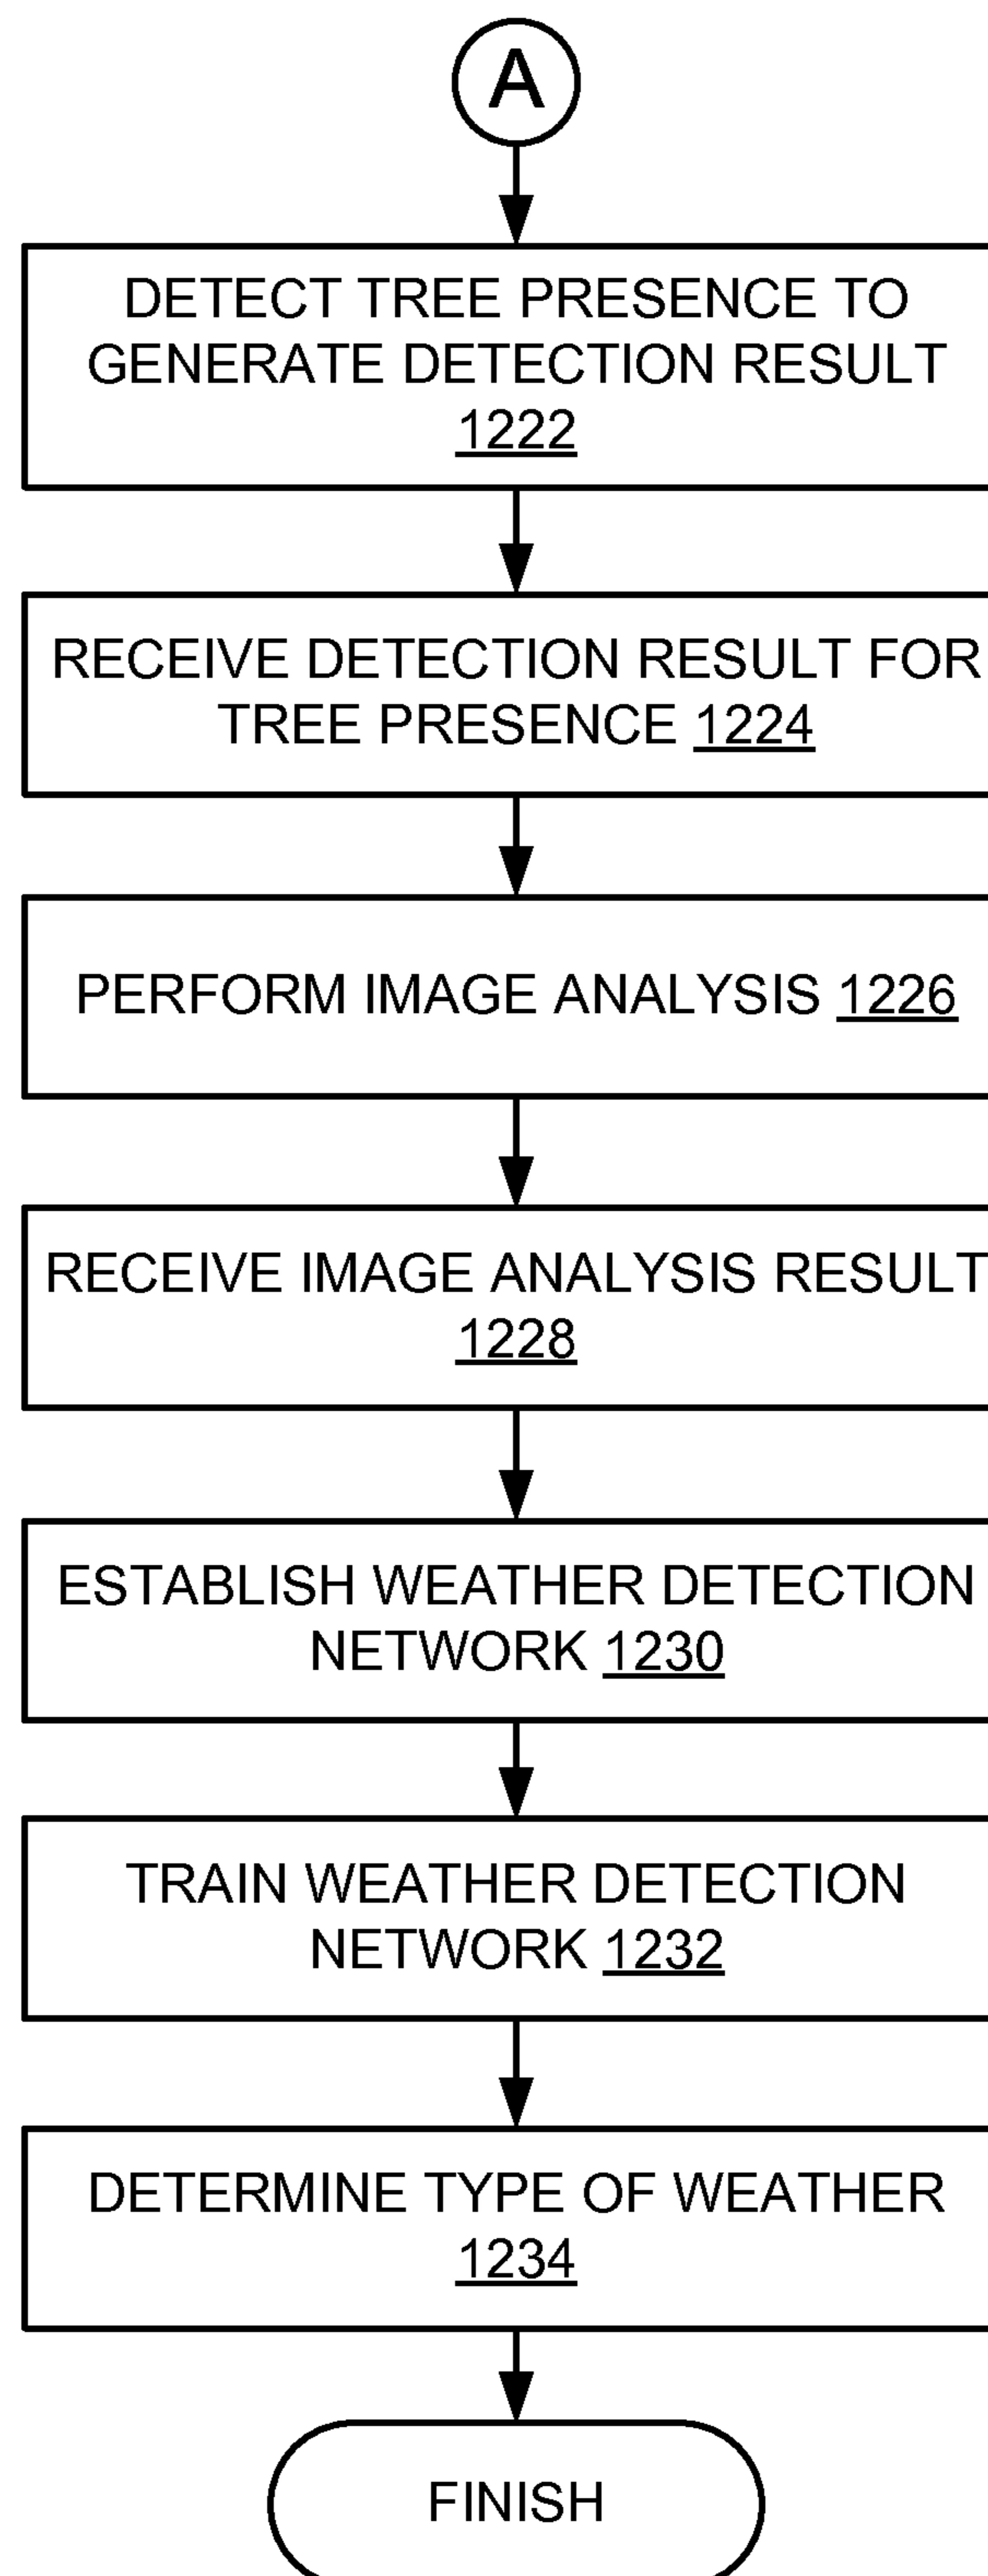 A
DETECT TREE PRESENCE TO
GENERATE DETECTION RESULT
1222
RECEIVE DETECTION RESULT FOR
TREE PRESENCE 1224
PERFORM IMAGE ANALYSIS 1226
RECEIVE IMAGE ANALYSIS RESULT
1228
ESTABLISH WEATHER DETECTION
NETWORK 1230
TRAIN WEATHER DETECTION
NETWORK 1232
DETERMINE TYPE OF WEATHER
1234
FINISH